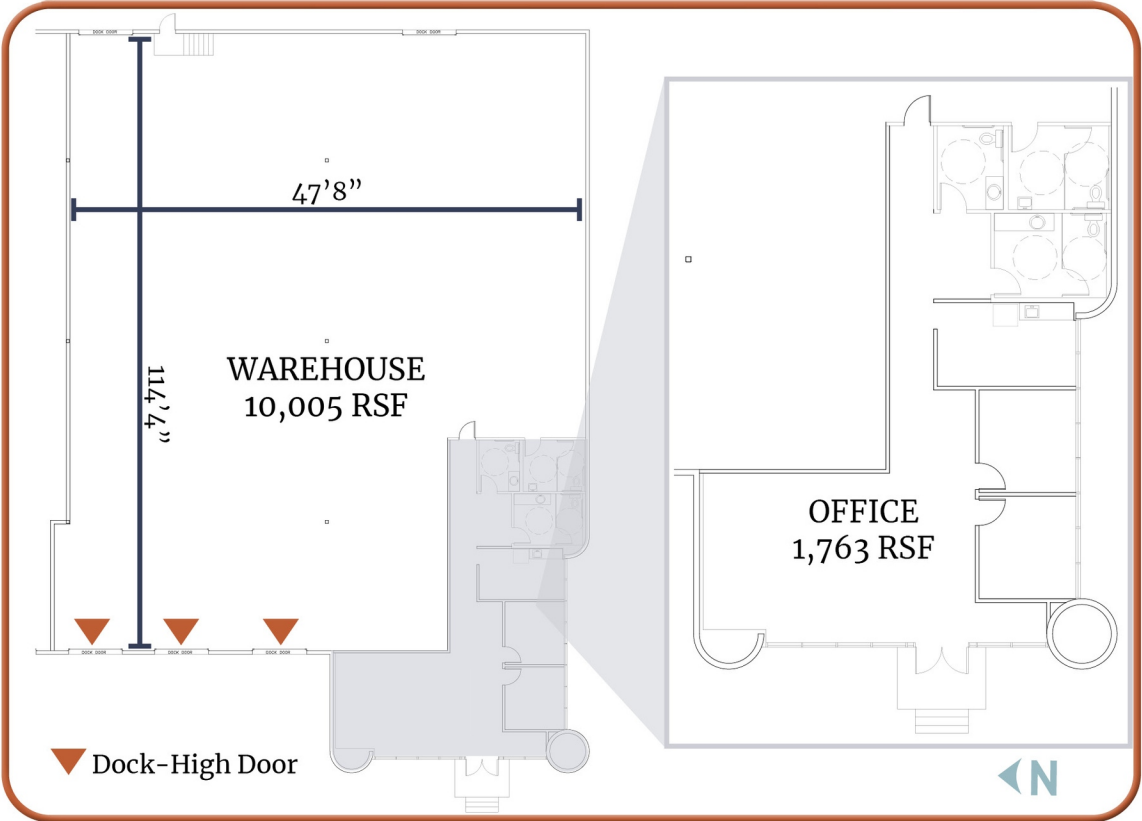 DOCK DOOR
DOCK DOOR
47’8”
114’4”
WAREHOUSE
10,005 RSF
OFFICE
1,763 RSF
DOCK DOOR
DOCK DOOR
DOCK DOOR
Dock-High Door
N